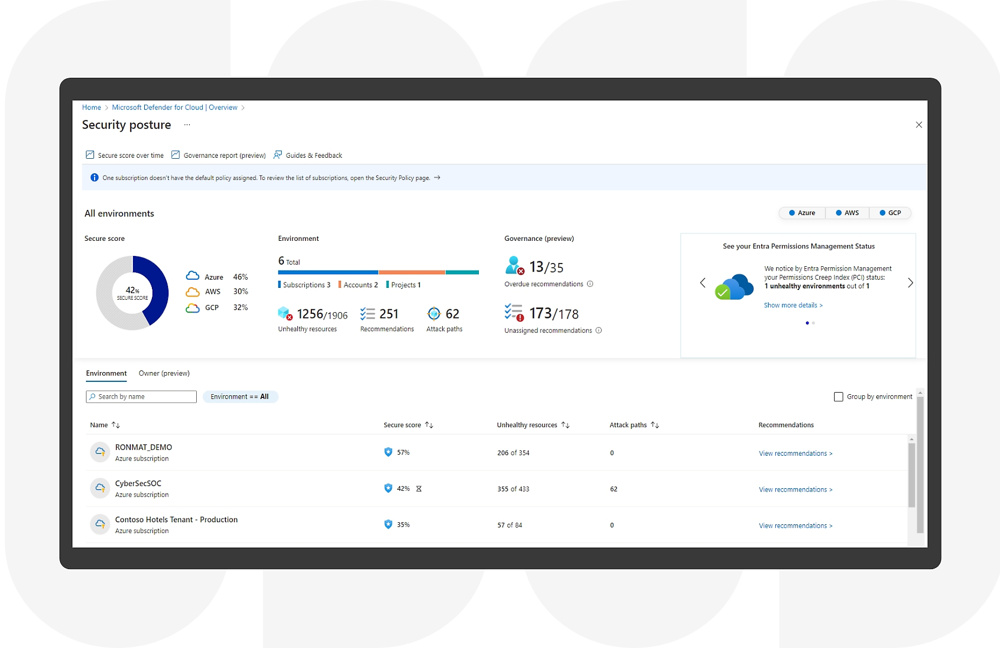 Home > Microsoft Defender for Cloud | Overview >
Security posture ...
Secure score over time
Governance report (preview)
Guides & Feedback
One subscription doesn't have the default policy assigned. To review the list of subscriptions, open the Security Policy page. →
All environments
Azure
AWS
GCP
Secure score
42%
SECURE SCORE
Azure 46%
AWS 30%
GCP 32%
Environment
6 Total
Subscriptions 3
Accounts 2
Projects 1
1256/1906
Unhealthy resources
251
Recommendations
62
Attack paths
Governance (preview)
13/35
Overdue recommendations
173/178
Unassigned recommendations
See your Entra Permissions Management Status
We notice by Entra Permission Management
your Permissions Creep Index (PCI) status:
1 unhealthy environments out of 1
Show more details >
Environment
Owner (preview)
Search by name
Environment == All
Group by environment
Name ↑↓ Secure score ↑↓ Unhealthy resources ↑↓ Attack paths ↑↓ Recommendations
RONMAT_DEMO
Azure subscription
57%
206 of 354
0
View recommendations >
CyberSecSOC
Azure subscription
42%
355 of 433
62
View recommendations >
Contoso Hotels Tenant - Production
Azure subscription
35%
57 of 84
0
View recommendations >